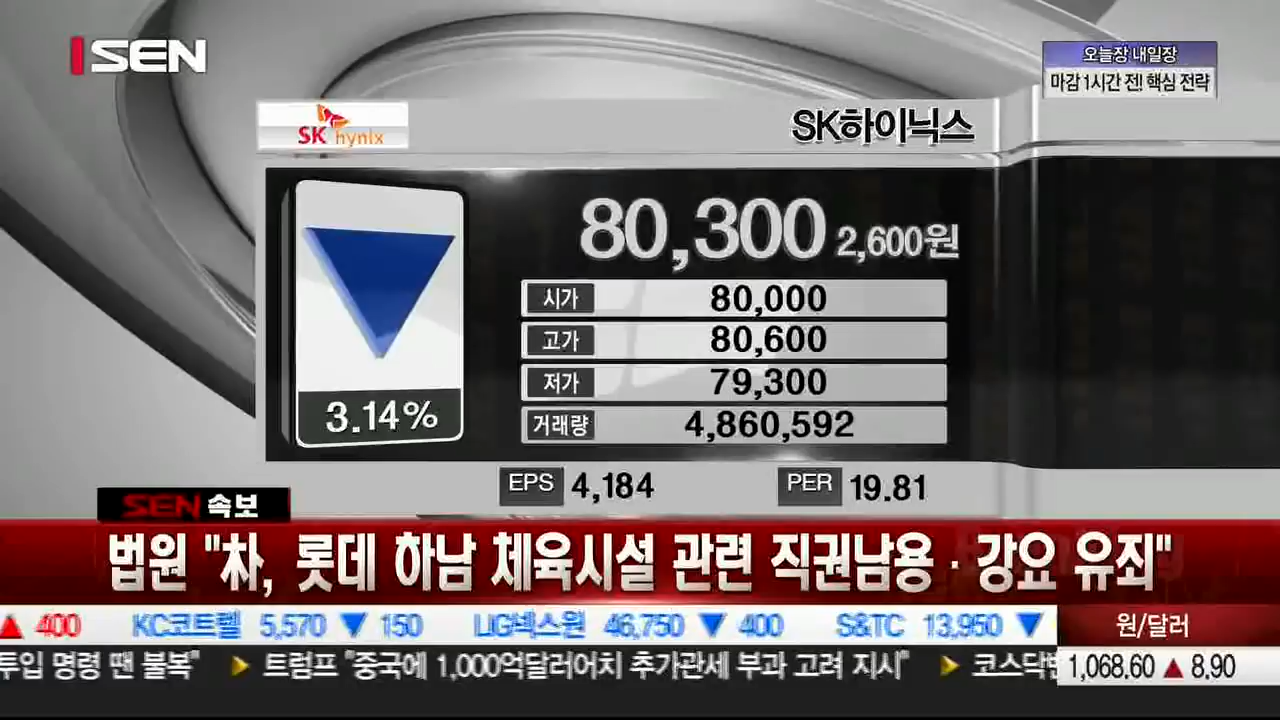 SEN
오늘장 내일장
마감 1시간 전! 핵심 전략
SK hynix
SK하이닉스
80,300 2,600원
시가 80,000
고가 80,600
저가 79,300
거래량 4,860,592
3.14%
EPS 4,184 PER 19.81
SEN 속보
법원 "朴, 롯데 하남 체육시설 관련 직권남용·강요 유죄"
▲ 400 KC코트렐 5,570 ▼ 150 LIG넥스원 46,750 ▼ 400 S&TC 13,950 ▼
원/달러
투입 명령 땐 불복" ▶ 트럼프 "중국에 1,000억달러어치 추가관세 부과 고려 지시" ▶ 코스닥
1,068.60 ▲ 8.90